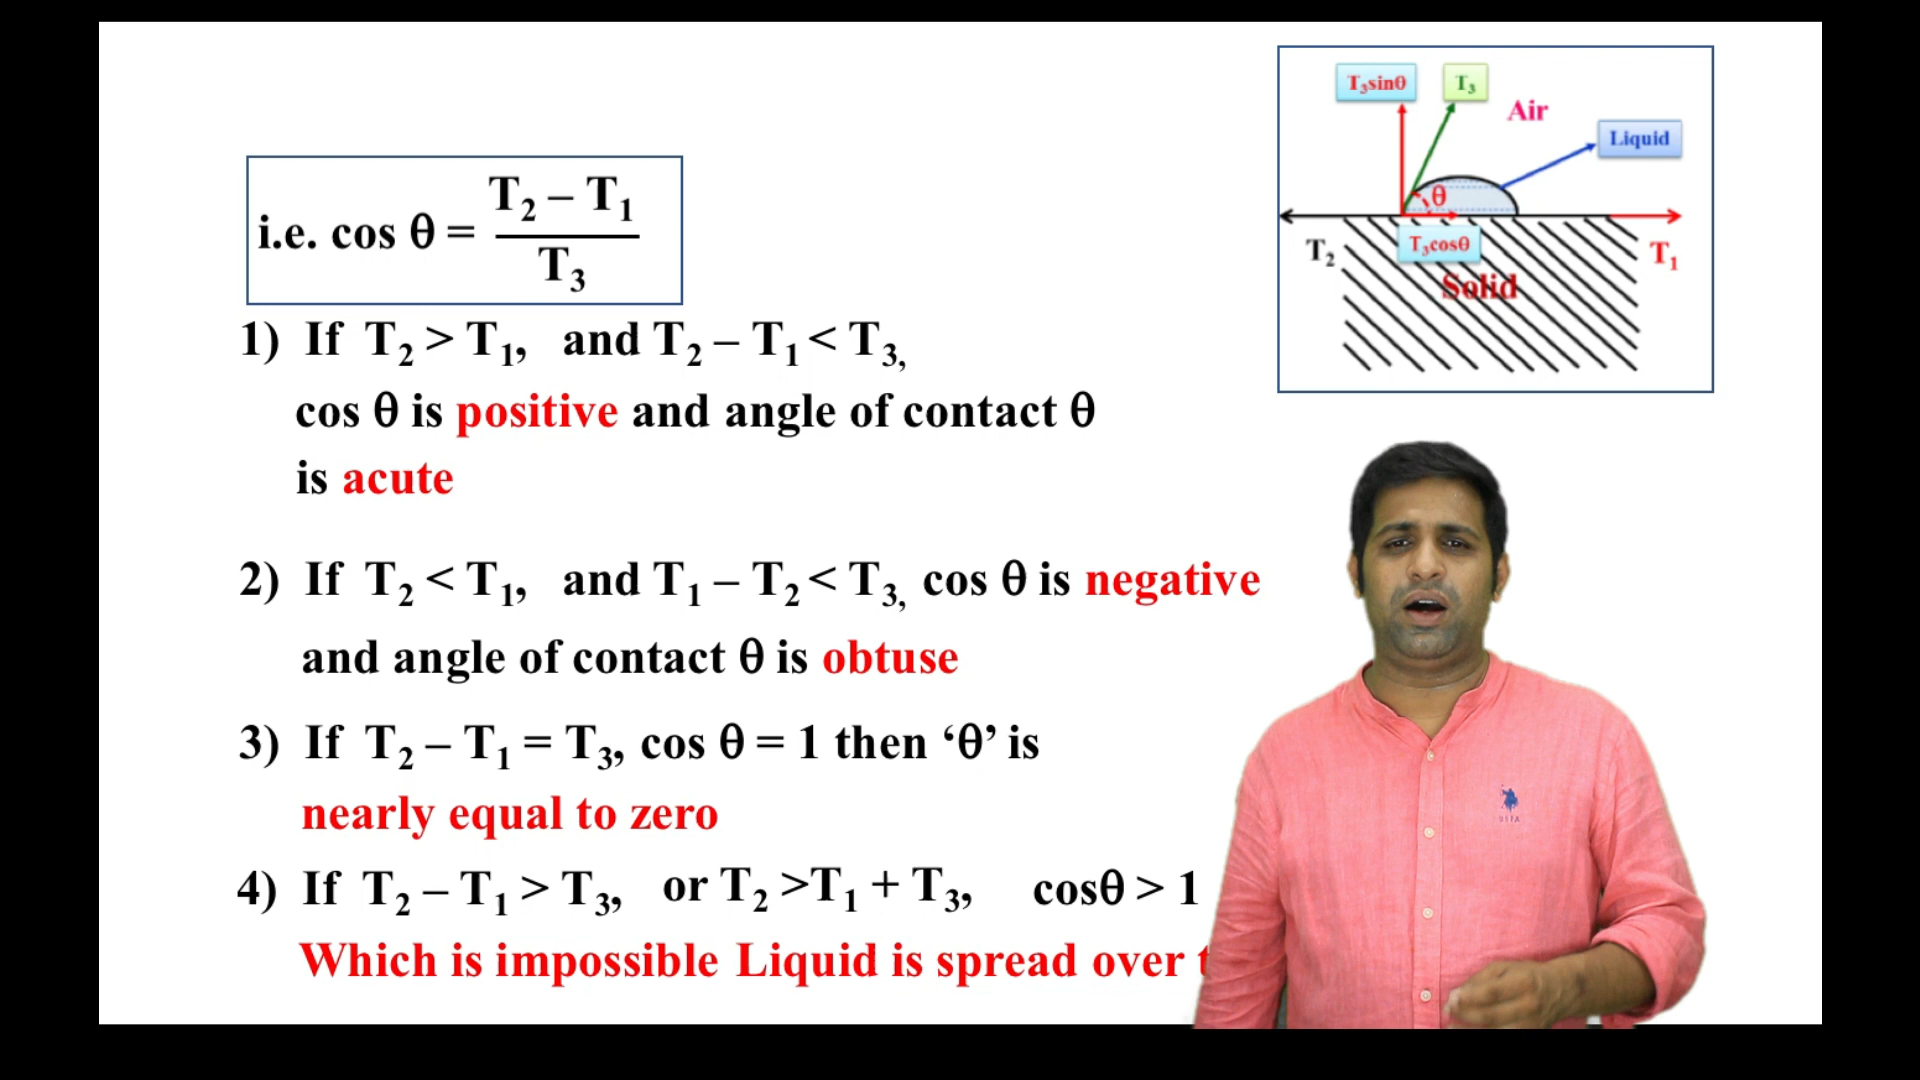 T₃sinθ
T₃
Air
Liquid
θ
T₂
T₃cosθ
T₁
Solid
i.e. cos θ = (T₂ – T₁) / T₃
1) If T₂ > T₁, and T₂ – T₁ < T₃,
cos θ is positive and angle of contact θ
is acute
2) If T₂ < T₁, and T₁ – T₂ < T₃, cos θ is negative
and angle of contact θ is obtuse
3) If T₂ – T₁ = T₃, cos θ = 1 then ‘θ’ is
nearly equal to zero
4) If T₂ – T₁ > T₃, or T₂ >T₁ + T₃, cosθ > 1
Which is impossible Liquid is spread over
USPA